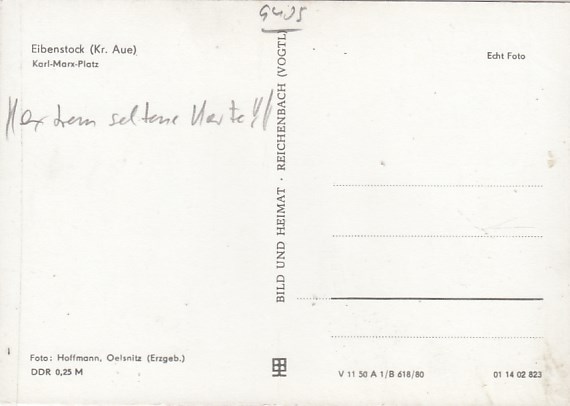 Eibenstock (Kr. Aue)
Karl-Marx-Platz
Echt Foto
extrem seltene Karte!!
BILD UND HEIMAT · REICHENBACH (VOGTL)
Foto: Hoffmann, Oelsnitz (Erzgeb.)
DDR 0,25 M
V 11 50 A 1/B 618/80
01 14 02 823